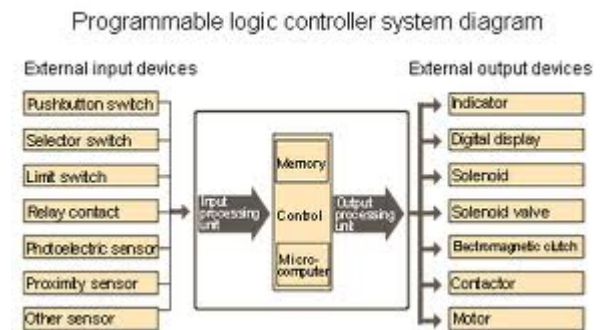 Programmable logic controller system diagram
External input devices
External output devices
Pushbutton switch
Selector switch
Limit switch
Relay contact
Photoelectric sensor
Proximity sensor
Other sensor
Input
processing
unit
Memory
Control
Micro-
computer
Output
processing
unit
Indicator
Digital display
Solenoid
Solenoid valve
Electromagnetic clutch
Contactor
Motor